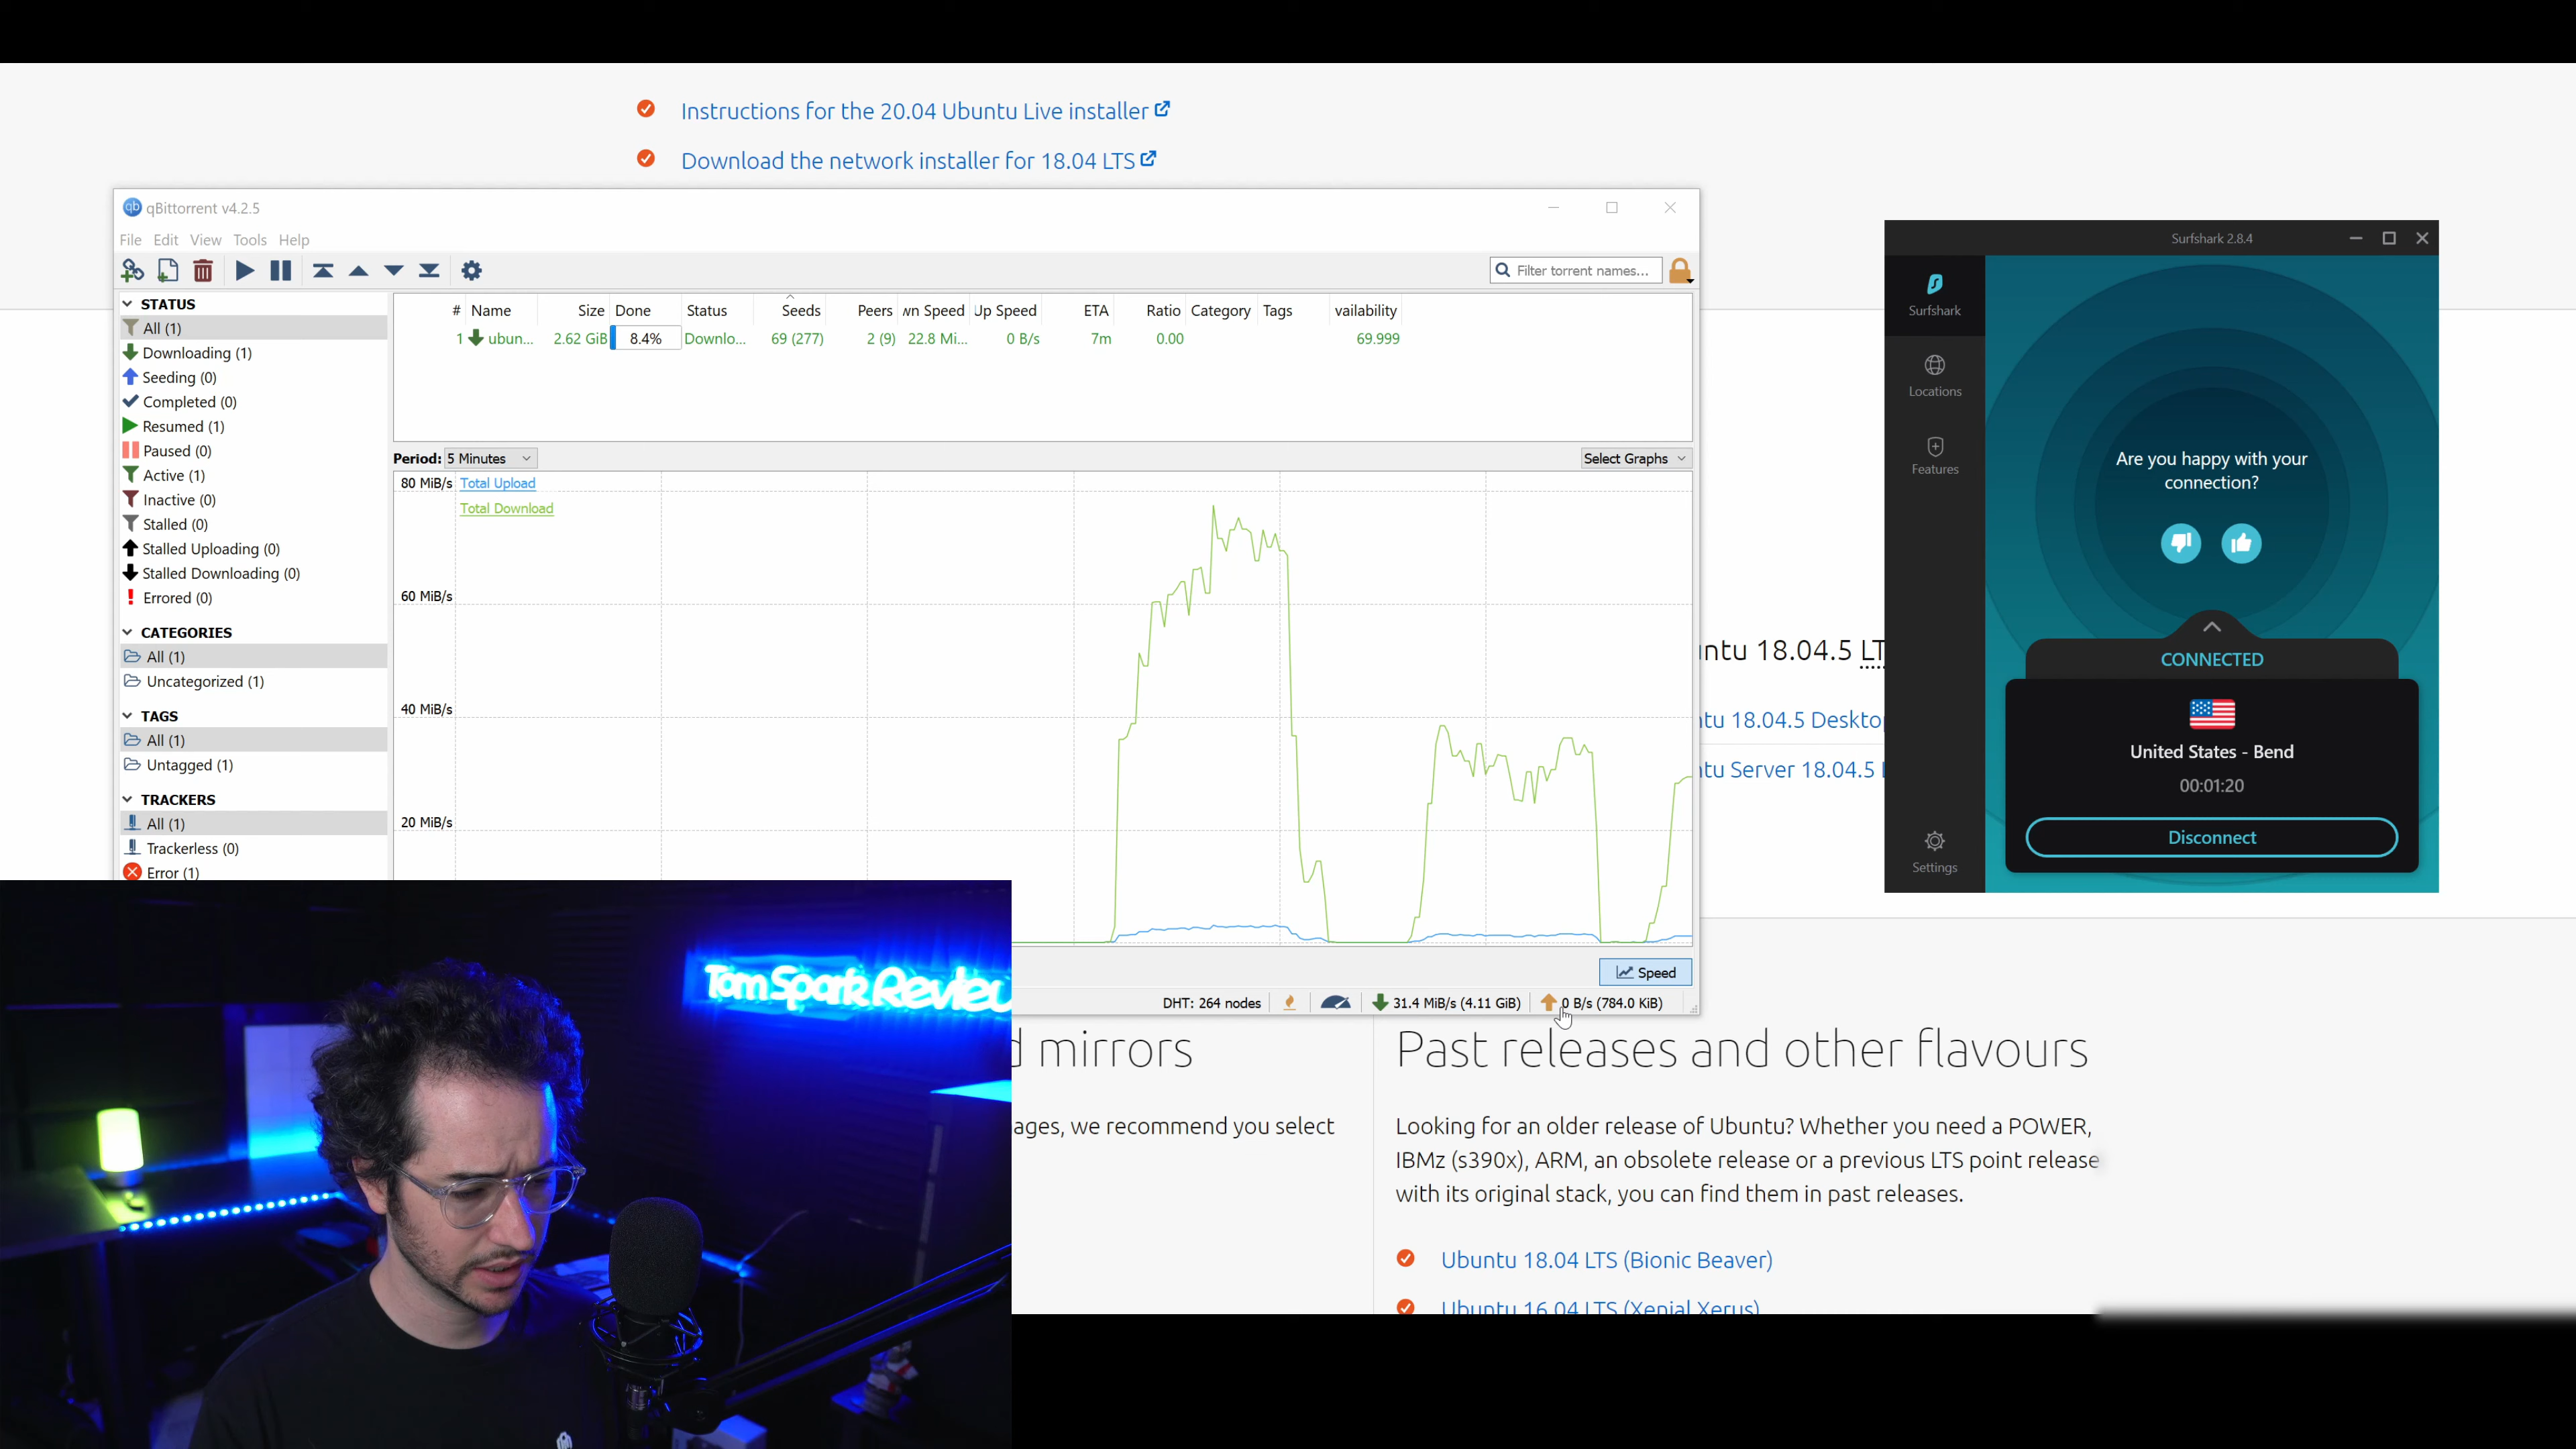 Instructions for the 20.04 Ubuntu Live installer
Download the network installer for 18.04 LTS
qb qBittorrent v4.2.5
File Edit View Tools Help
Filter torrent names...
STATUS
All (1)
Downloading (1)
Seeding (0)
Completed (0)
Resumed (1)
Paused (0)
Active (1)
Inactive (0)
Stalled (0)
Stalled Uploading (0)
Stalled Downloading (0)
Errored (0)
CATEGORIES
All (1)
Uncategorized (1)
TAGS
All (1)
Untagged (1)
TRACKERS
All (1)
Trackerless (0)
Error (1)
# Name Size Done Status Seeds Peers wn Speed Up Speed ETA Ratio Category Tags vailability
1 ubun... 2.62 GiB 8.4% Downlo... 69 (277) 2 (9) 22.8 Mi... 0 B/s 7m 0.00 69.999
Period: 5 Minutes Select Graphs
80 MiB/s Total Upload
Total Download
60 MiB/s
40 MiB/s
20 MiB/s
Speed
DHT: 264 nodes 31.4 MiB/s (4.11 GiB) 0 B/s (784.0 KiB)
Surfshark 2.8.4
Surfshark
Locations
Features
Settings
Are you happy with your
connection?
CONNECTED
United States - Bend
00:01:20
Disconnect
ntu 18.04.5 LT
tu 18.04.5 Deskto
tu Server 18.04.5
Tom Spark Review
d mirrors
ages, we recommend you select
Past releases and other flavours
Looking for an older release of Ubuntu? Whether you need a POWER,
IBMz (s390x), ARM, an obsolete release or a previous LTS point release
with its original stack, you can find them in past releases.
Ubuntu 18.04 LTS (Bionic Beaver)
Ubuntu 16.04 LTS (Xenial Xerus)